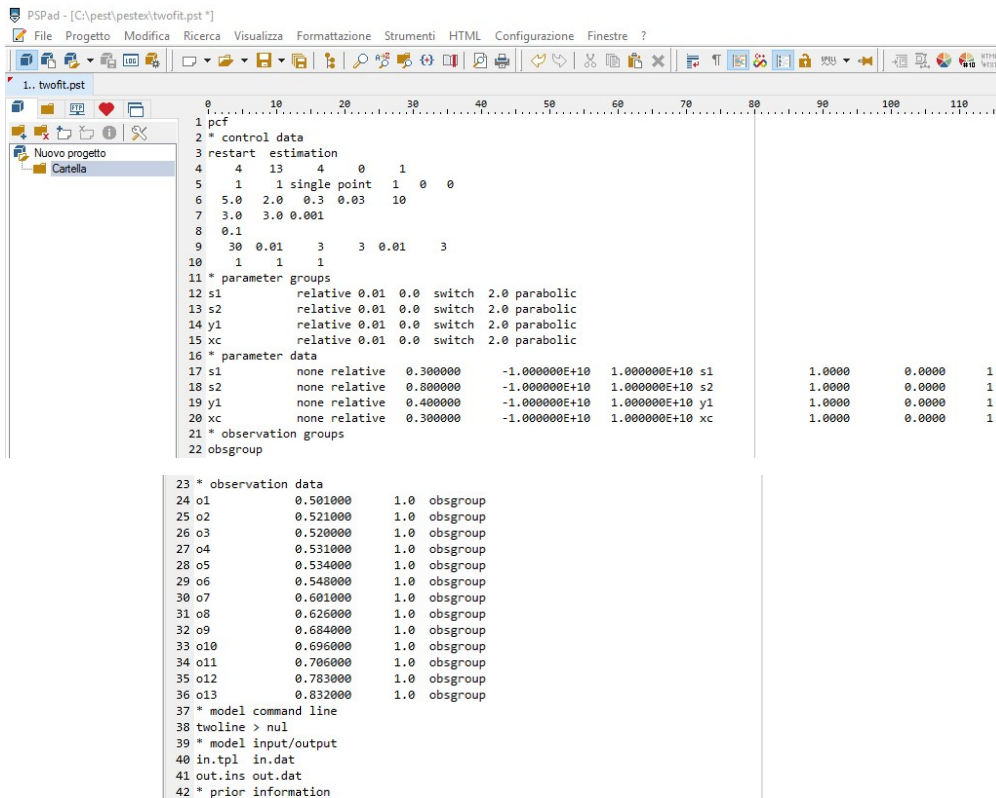 PSPad - [C:\pest\pestex\twofit.pst *]
File Progetto Modifica Ricerca Visualizza Formattazione Strumenti HTML Configurazione Finestre ?
1.. twofit.pst
Nuovo progetto
Cartella
0 10 20 30 40 50 60 70 80 90 100 110
1 pcf
2 * control data
3 restart estimation
4 4 13 4 0 1
5 1 1 single point 1 0 0
6 5.0 2.0 0.3 0.03 10
7 3.0 3.0 0.001
8 0.1
9 30 0.01 3 3 0.01 3
10 1 1 1
11 * parameter groups
12 s1 relative 0.01 0.0 switch 2.0 parabolic
13 s2 relative 0.01 0.0 switch 2.0 parabolic
14 y1 relative 0.01 0.0 switch 2.0 parabolic
15 xc relative 0.01 0.0 switch 2.0 parabolic
16 * parameter data
17 s1 none relative 0.300000 -1.000000E+10 1.000000E+10 s1 1.0000 0.0000 1
18 s2 none relative 0.800000 -1.000000E+10 1.000000E+10 s2 1.0000 0.0000 1
19 y1 none relative 0.400000 -1.000000E+10 1.000000E+10 y1 1.0000 0.0000 1
20 xc none relative 0.300000 -1.000000E+10 1.000000E+10 xc 1.0000 0.0000 1
21 * observation groups
22 obsgroup
23 * observation data
24 o1 0.501000 1.0 obsgroup
25 o2 0.521000 1.0 obsgroup
26 o3 0.520000 1.0 obsgroup
27 o4 0.531000 1.0 obsgroup
28 o5 0.534000 1.0 obsgroup
29 o6 0.548000 1.0 obsgroup
30 o7 0.601000 1.0 obsgroup
31 o8 0.626000 1.0 obsgroup
32 o9 0.684000 1.0 obsgroup
33 o10 0.696000 1.0 obsgroup
34 o11 0.706000 1.0 obsgroup
35 o12 0.783000 1.0 obsgroup
36 o13 0.832000 1.0 obsgroup
37 * model command line
38 twoline > nul
39 * model input/output
40 in.tpl in.dat
41 out.ins out.dat
42 * prior information